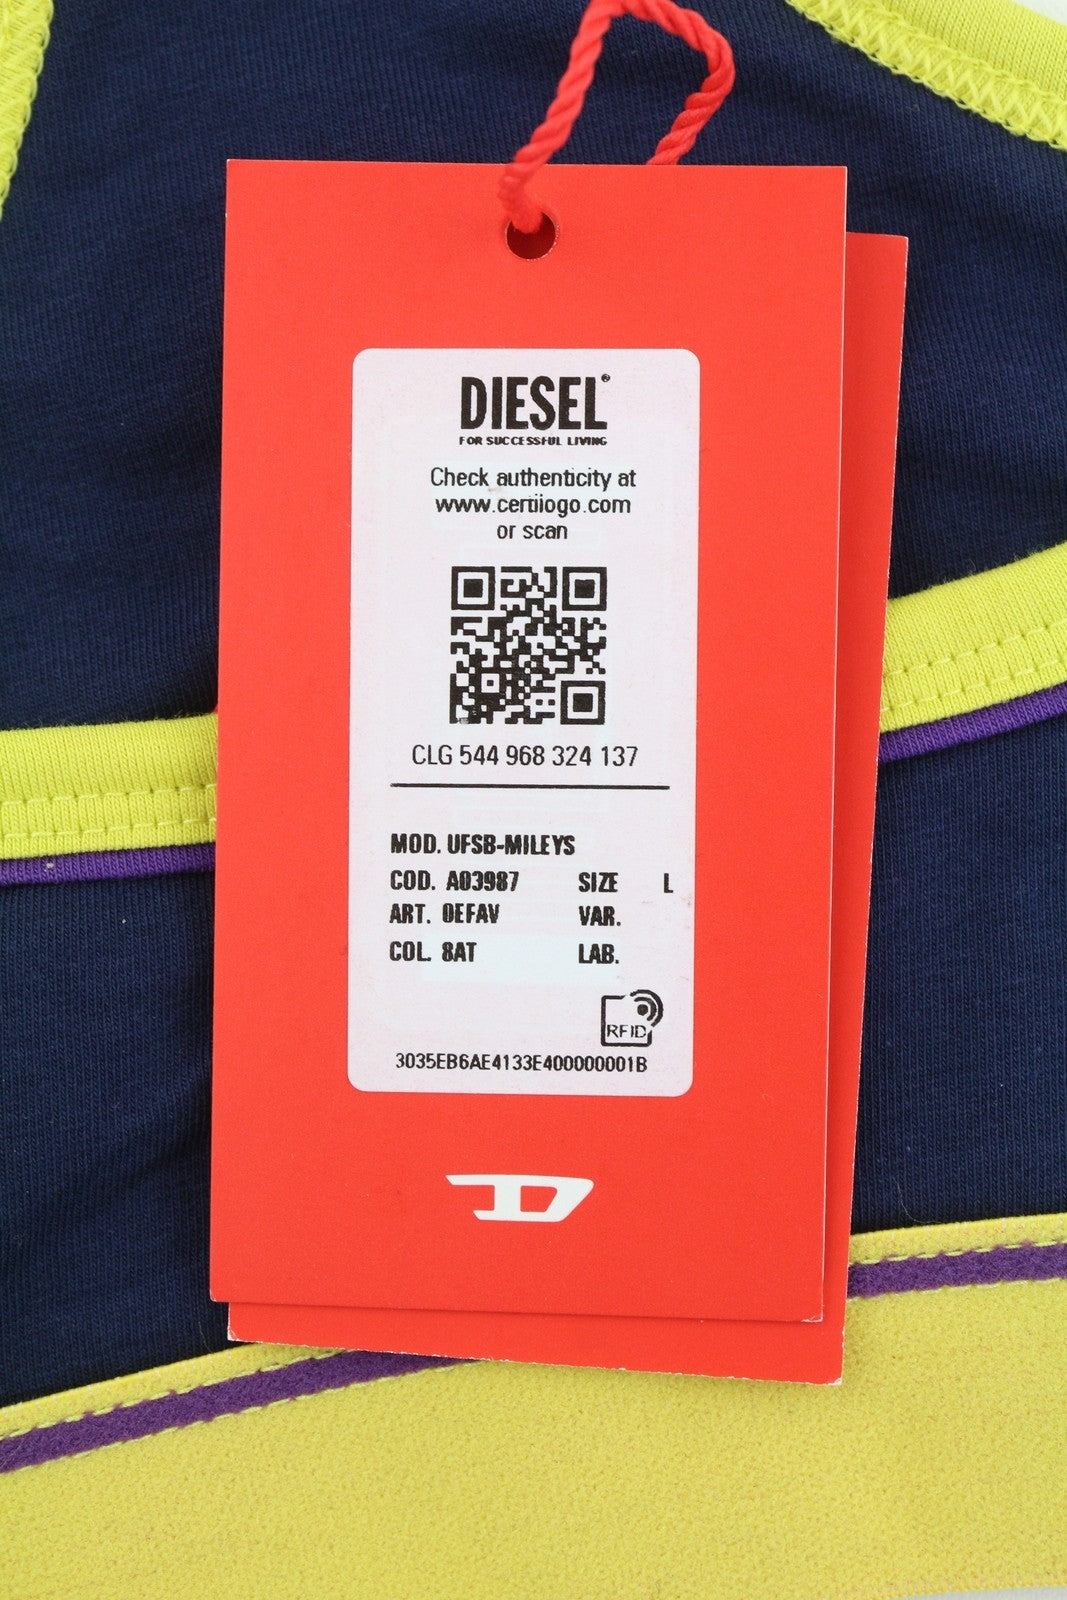 DIESEL®
FOR SUCCESSFUL LIVING
Check authenticity at
www.certilogo.com
or scan
CLG 544 968 324 137
MOD. UFSB-MILEYS
COD. A03987 SIZE L
ART. 0EFAV VAR.
COL. 8AT LAB.
RFID
3035EB6AE4133E400000001B
D